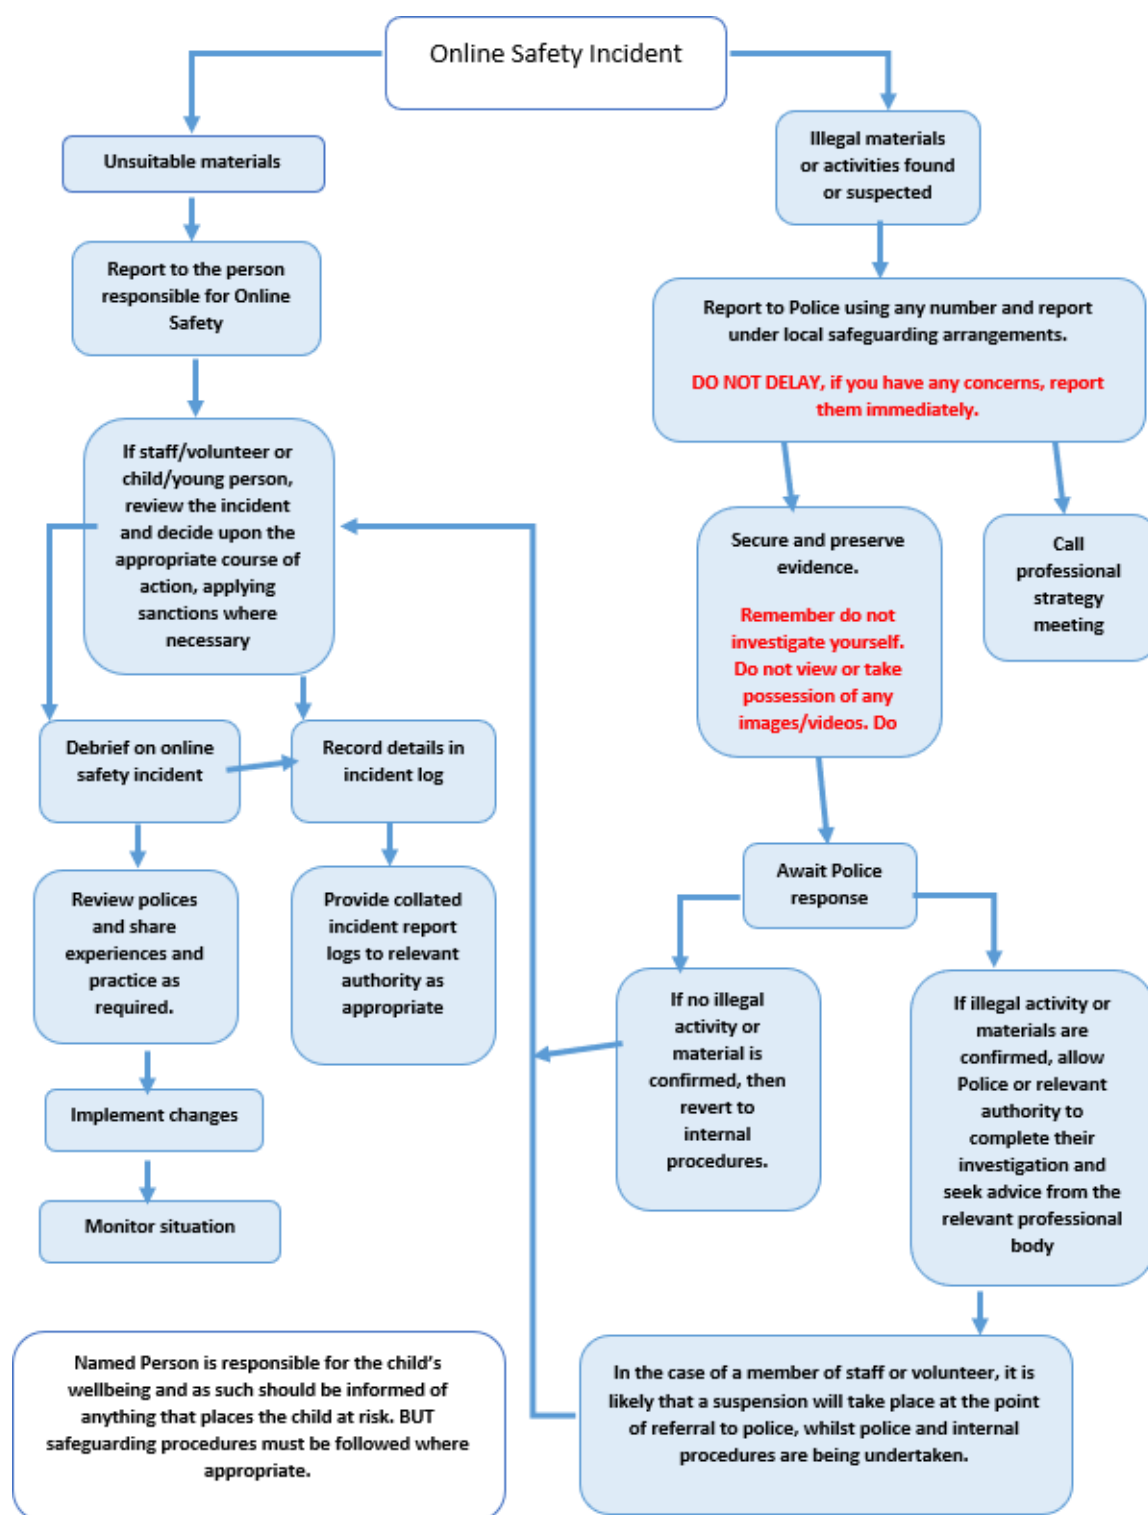 Online Safety Incident
Unsuitable materials
Report to the person
responsible for Online
Safety
If staff/volunteer or
child/young person,
review the incident
and decide upon the
appropriate course of
action, applying
sanctions where
necessary
Debrief on online
safety incident
Record details in
incident log
Review polices
and share
experiences and
practice as
required.
Provide collated
incident report
logs to relevant
authority as
appropriate
Implement changes
Monitor situation
Illegal materials
or activities found
or suspected
Report to Police using any number and report
under local safeguarding arrangements.
DO NOT DELAY, if you have any concerns, report
them immediately.
Secure and preserve
evidence.
Remember do not
investigate yourself.
Do not view or take
possession of any
images/videos. Do
Call
professional
strategy
meeting
Await Police
response
If no illegal
activity or
material is
confirmed, then
revert to
internal
procedures.
If illegal activity or
materials are
confirmed, allow
Police or relevant
authority to
complete their
investigation and
seek advice from the
relevant professional
body
In the case of a member of staff or volunteer, it is
likely that a suspension will take place at the point
of referral to police, whilst police and internal
procedures are being undertaken.
Named Person is responsible for the child's
wellbeing and as such should be informed of
anything that places the child at risk. BUT
safeguarding procedures must be followed where
appropriate.